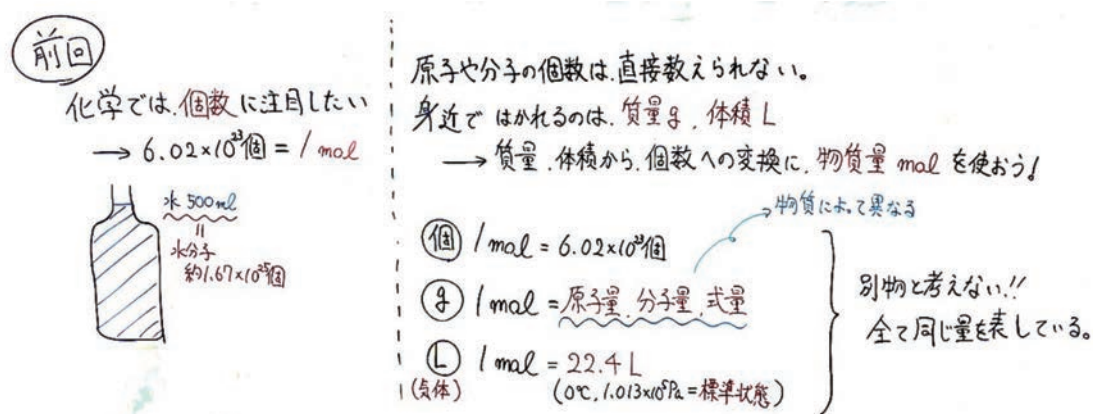 前回
化学では、個数に注目したい
→ 6.02×10²³個 = 1 mol
水 500ml
||
水分子
約1.67×10²⁵個
原子や分子の個数は、直接数えられない。
身近で はかれるのは、質量g、体積 L
→ 質量、体積から、個数への変換に、物質量 mol を使おう!
物質によって異なる
個 1 mol = 6.02×10²³個
g 1 mol = 原子量、分子量、式量
L 1 mol = 22.4 L
(気体) (0℃, 1.013×10⁵Pa = 標準状態)
別物と考えない!!
全て同じ量を表している。